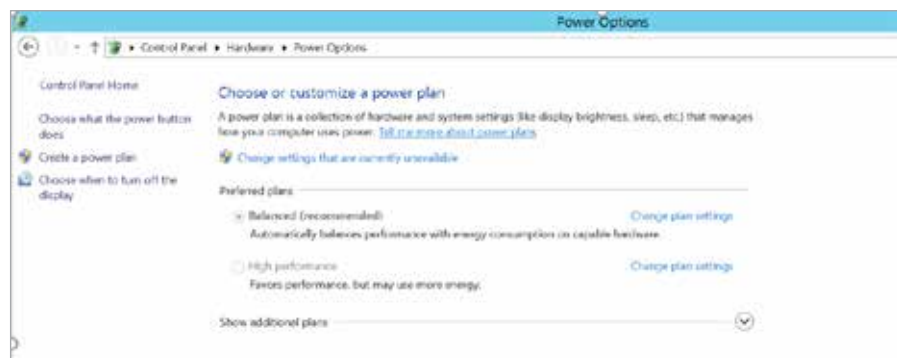 Power Options
Control Panel ▸ Hardware ▸ Power Options
Control Panel Home
Choose what the power button
does
Create a power plan
Choose when to turn off the
display
Choose or customize a power plan
A power plan is a collection of hardware and system settings (like display brightness, sleep, etc.) that manages
how your computer uses power. Tell me more about power plans
Change settings that are currently unavailable
Preferred plans
Balanced (recommended)
Change plan settings
Automatically balances performance with energy consumption on capable hardware.
High performance
Change plan settings
Favors performance, but may use more energy.
Show additional plans